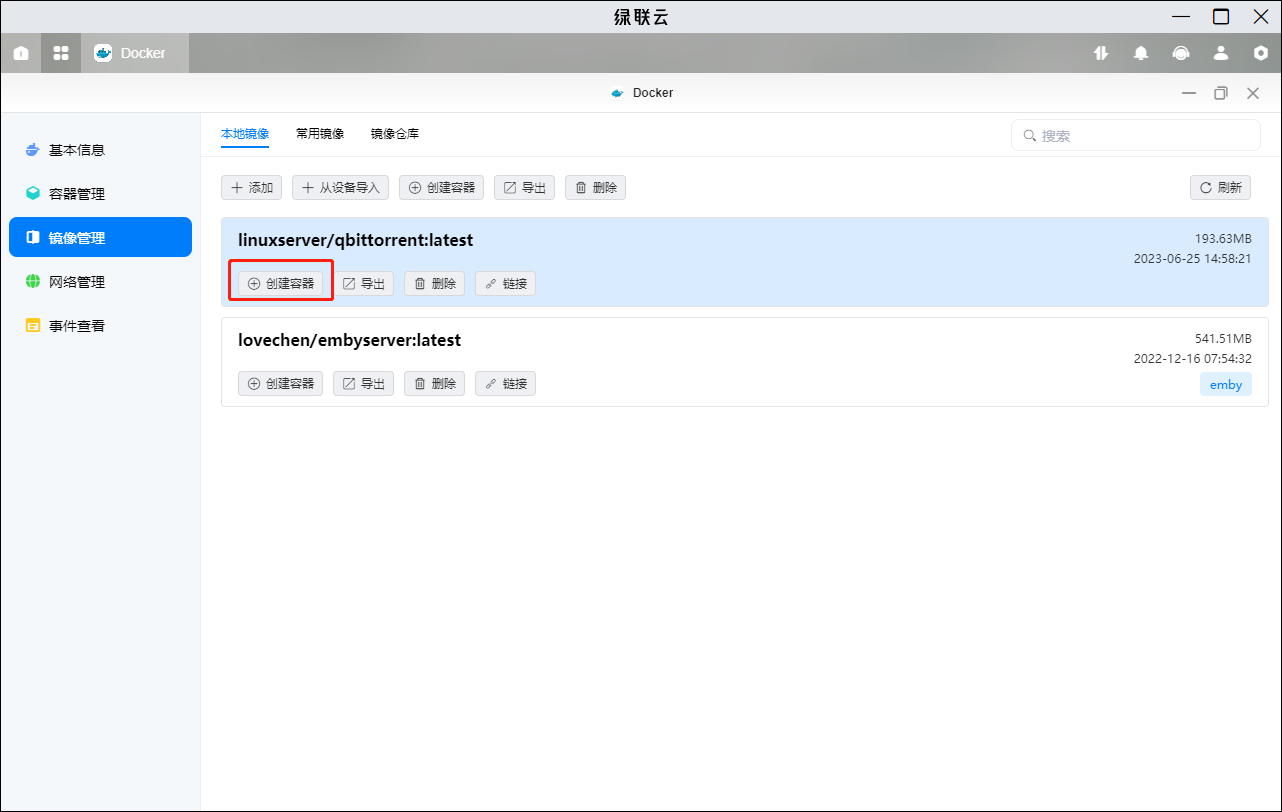 绿联云
Docker
Docker
基本信息
容器管理
镜像管理
网络管理
事件查看
本地镜像 常用镜像 镜像仓库
搜索
添加 从设备导入 创建容器 导出 删除 刷新
linuxserver/qbittorrent:latest
193.63MB
2023-06-25 14:58:21
创建容器 导出 删除 链接
lovechen/embyserver:latest
541.51MB
2022-12-16 07:54:32
创建容器 导出 删除 链接
emby